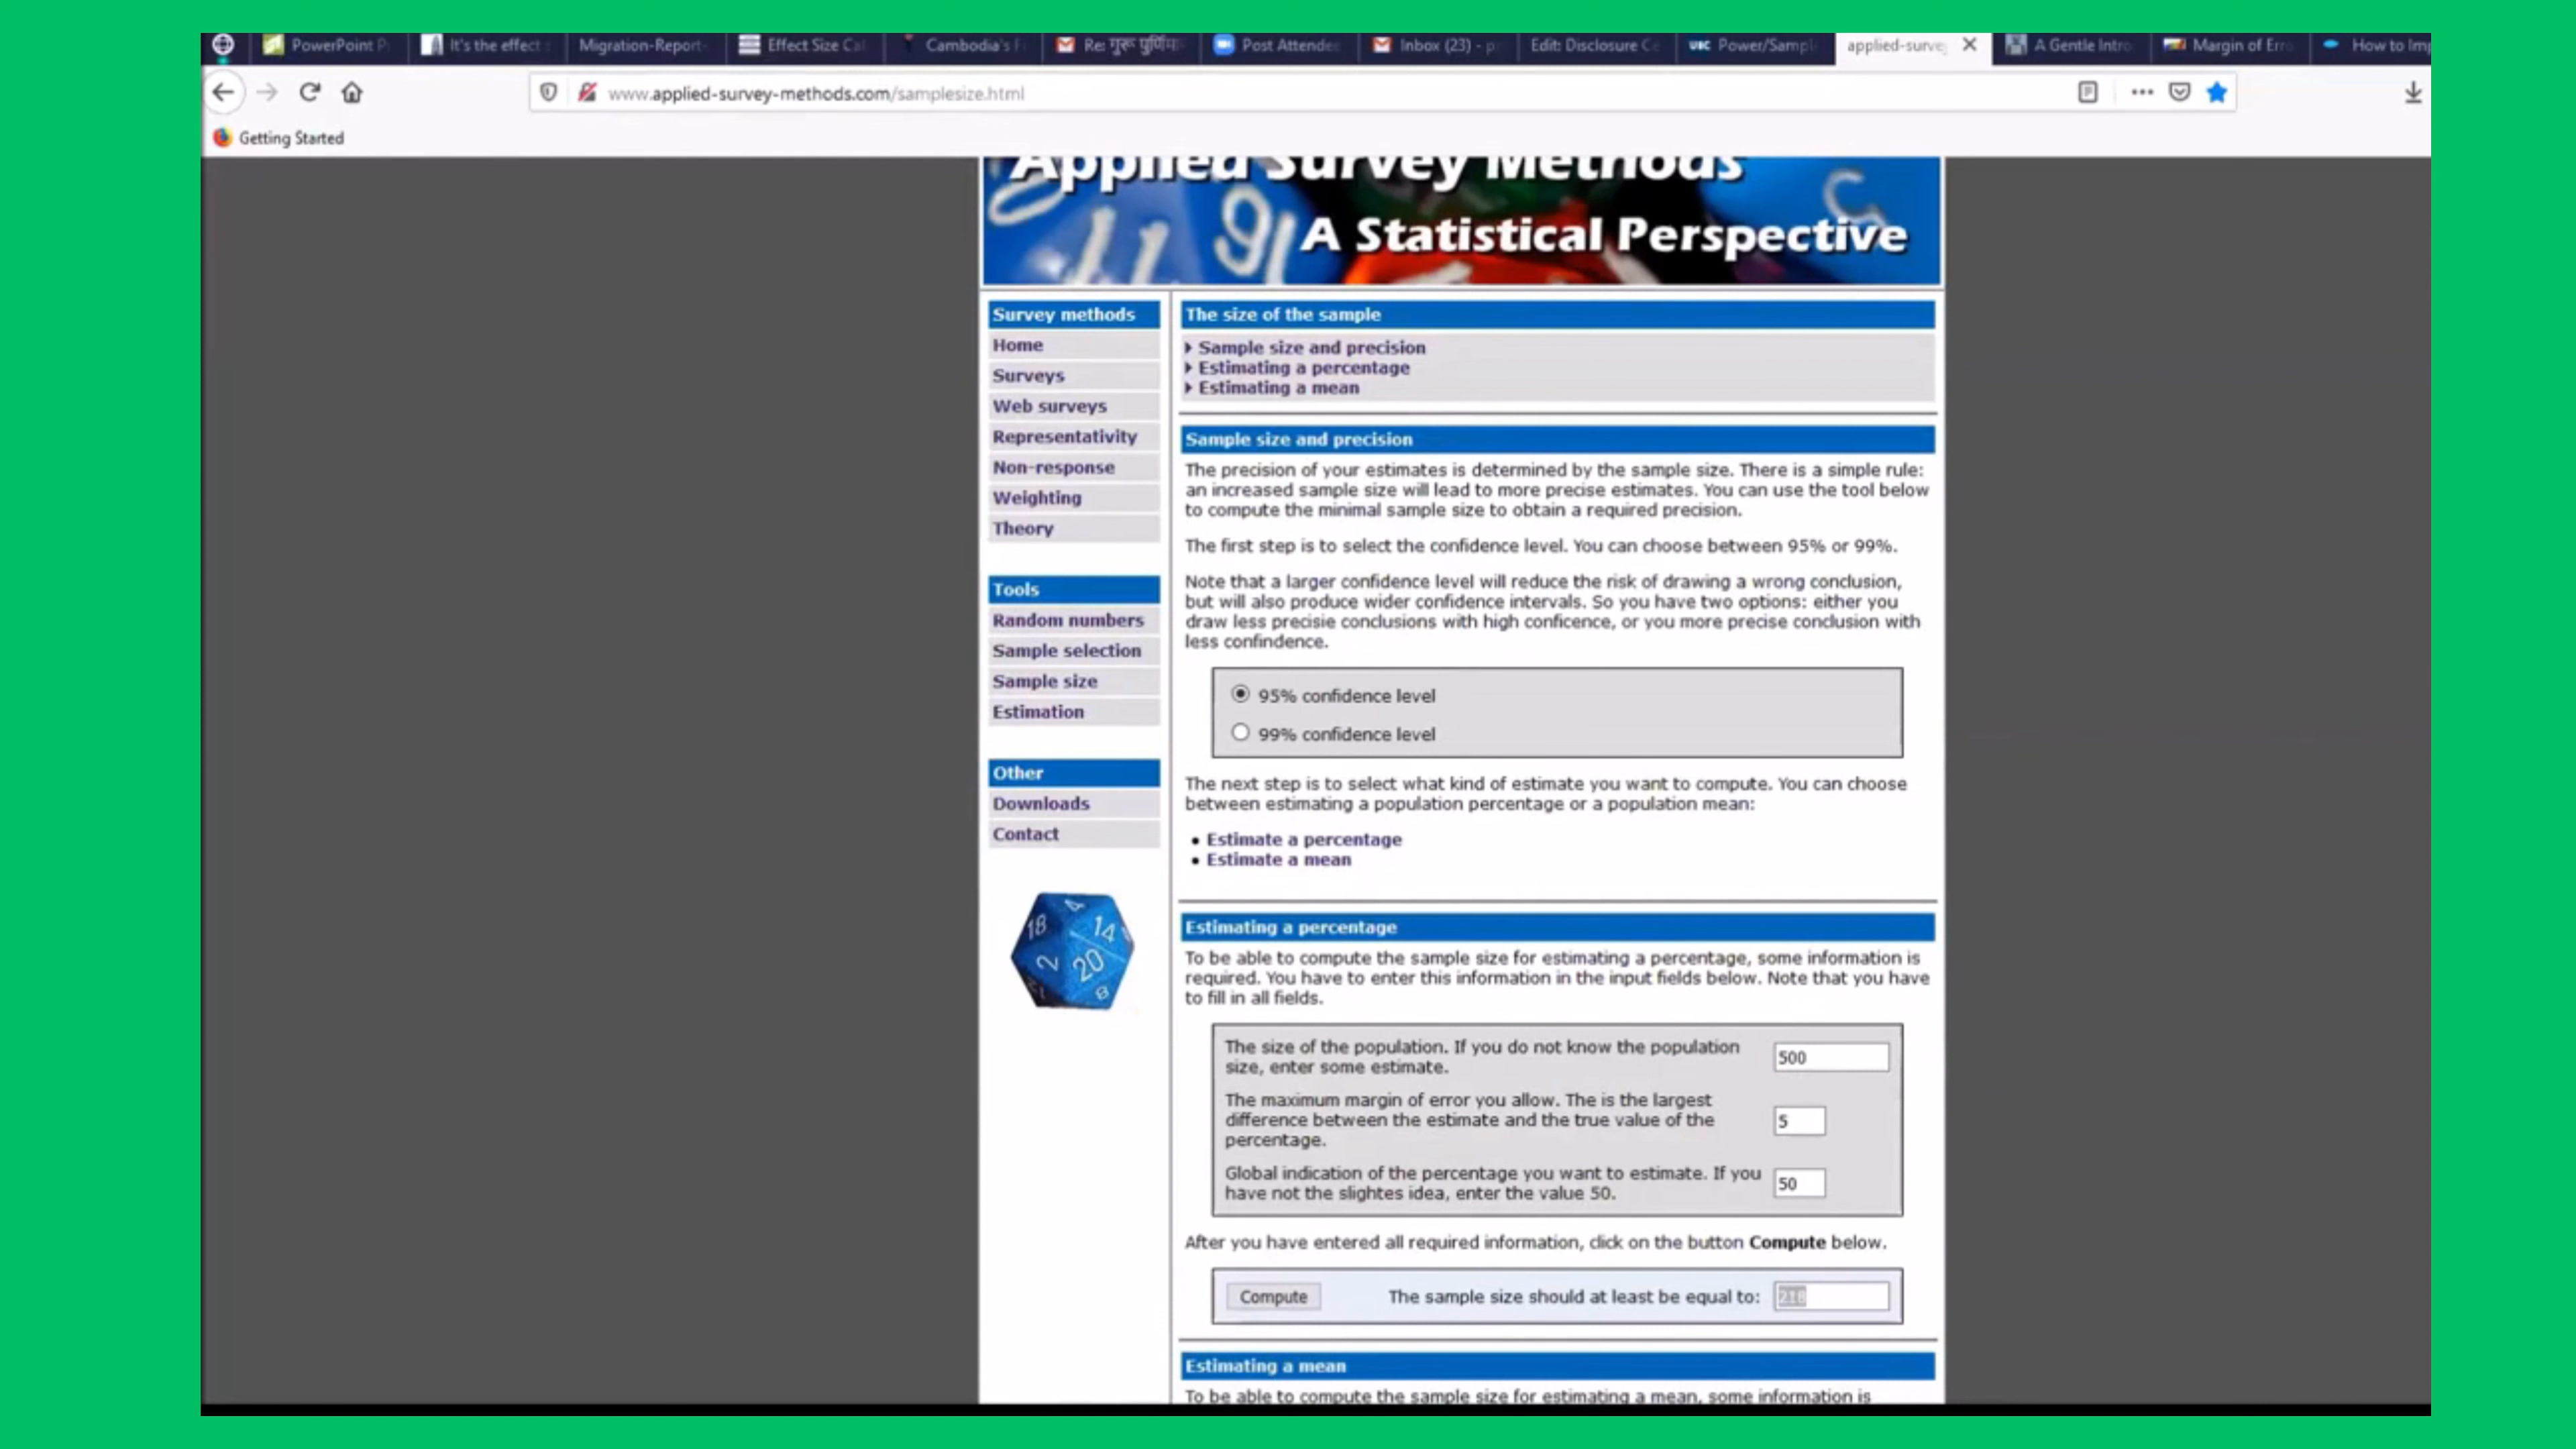 PowerPoint P
It's the effect s
Migration-Report-
Effect Size Cal
Cambodia's F
Re: गुरू पुर्णिमा
Post Attendee
Inbox (23) - p
Edit: Disclosure Ce
UBC Power/Sampl
applied-survey
A Gentle Intro
Margin of Erro
How to Imp
www.applied-survey-methods.com/samplesize.html
Getting Started
Applied Survey Methods
A Statistical Perspective
Survey methods
Home
Surveys
Web surveys
Representativity
Non-response
Weighting
Theory
Tools
Random numbers
Sample selection
Sample size
Estimation
Other
Downloads
Contact
18
4
14
2
20
8
The size of the sample
Sample size and precision
Estimating a percentage
Estimating a mean
Sample size and precision
The precision of your estimates is determined by the sample size. There is a simple rule:
an increased sample size will lead to more precise estimates. You can use the tool below
to compute the minimal sample size to obtain a required precision.
The first step is to select the confidence level. You can choose between 95% or 99%.
Note that a larger confidence level will reduce the risk of drawing a wrong conclusion,
but will also produce wider confidence intervals. So you have two options: either you
draw less precisie conclusions with high conficence, or you more precise conclusion with
less confindence.
95% confidence level
99% confidence level
The next step is to select what kind of estimate you want to compute. You can choose
between estimating a population percentage or a population mean:
• Estimate a percentage
• Estimate a mean
Estimating a percentage
To be able to compute the sample size for estimating a percentage, some information is
required. You have to enter this information in the input fields below. Note that you have
to fill in all fields.
The size of the population. If you do not know the population
size, enter some estimate.
500
The maximum margin of error you allow. The is the largest
difference between the estimate and the true value of the
percentage.
5
Global indication of the percentage you want to estimate. If you
have not the slightes idea, enter the value 50.
50
After you have entered all required information, click on the button Compute below.
Compute
The sample size should at least be equal to: 218
Estimating a mean
To be able to compute the sample size for estimating a mean, some information is